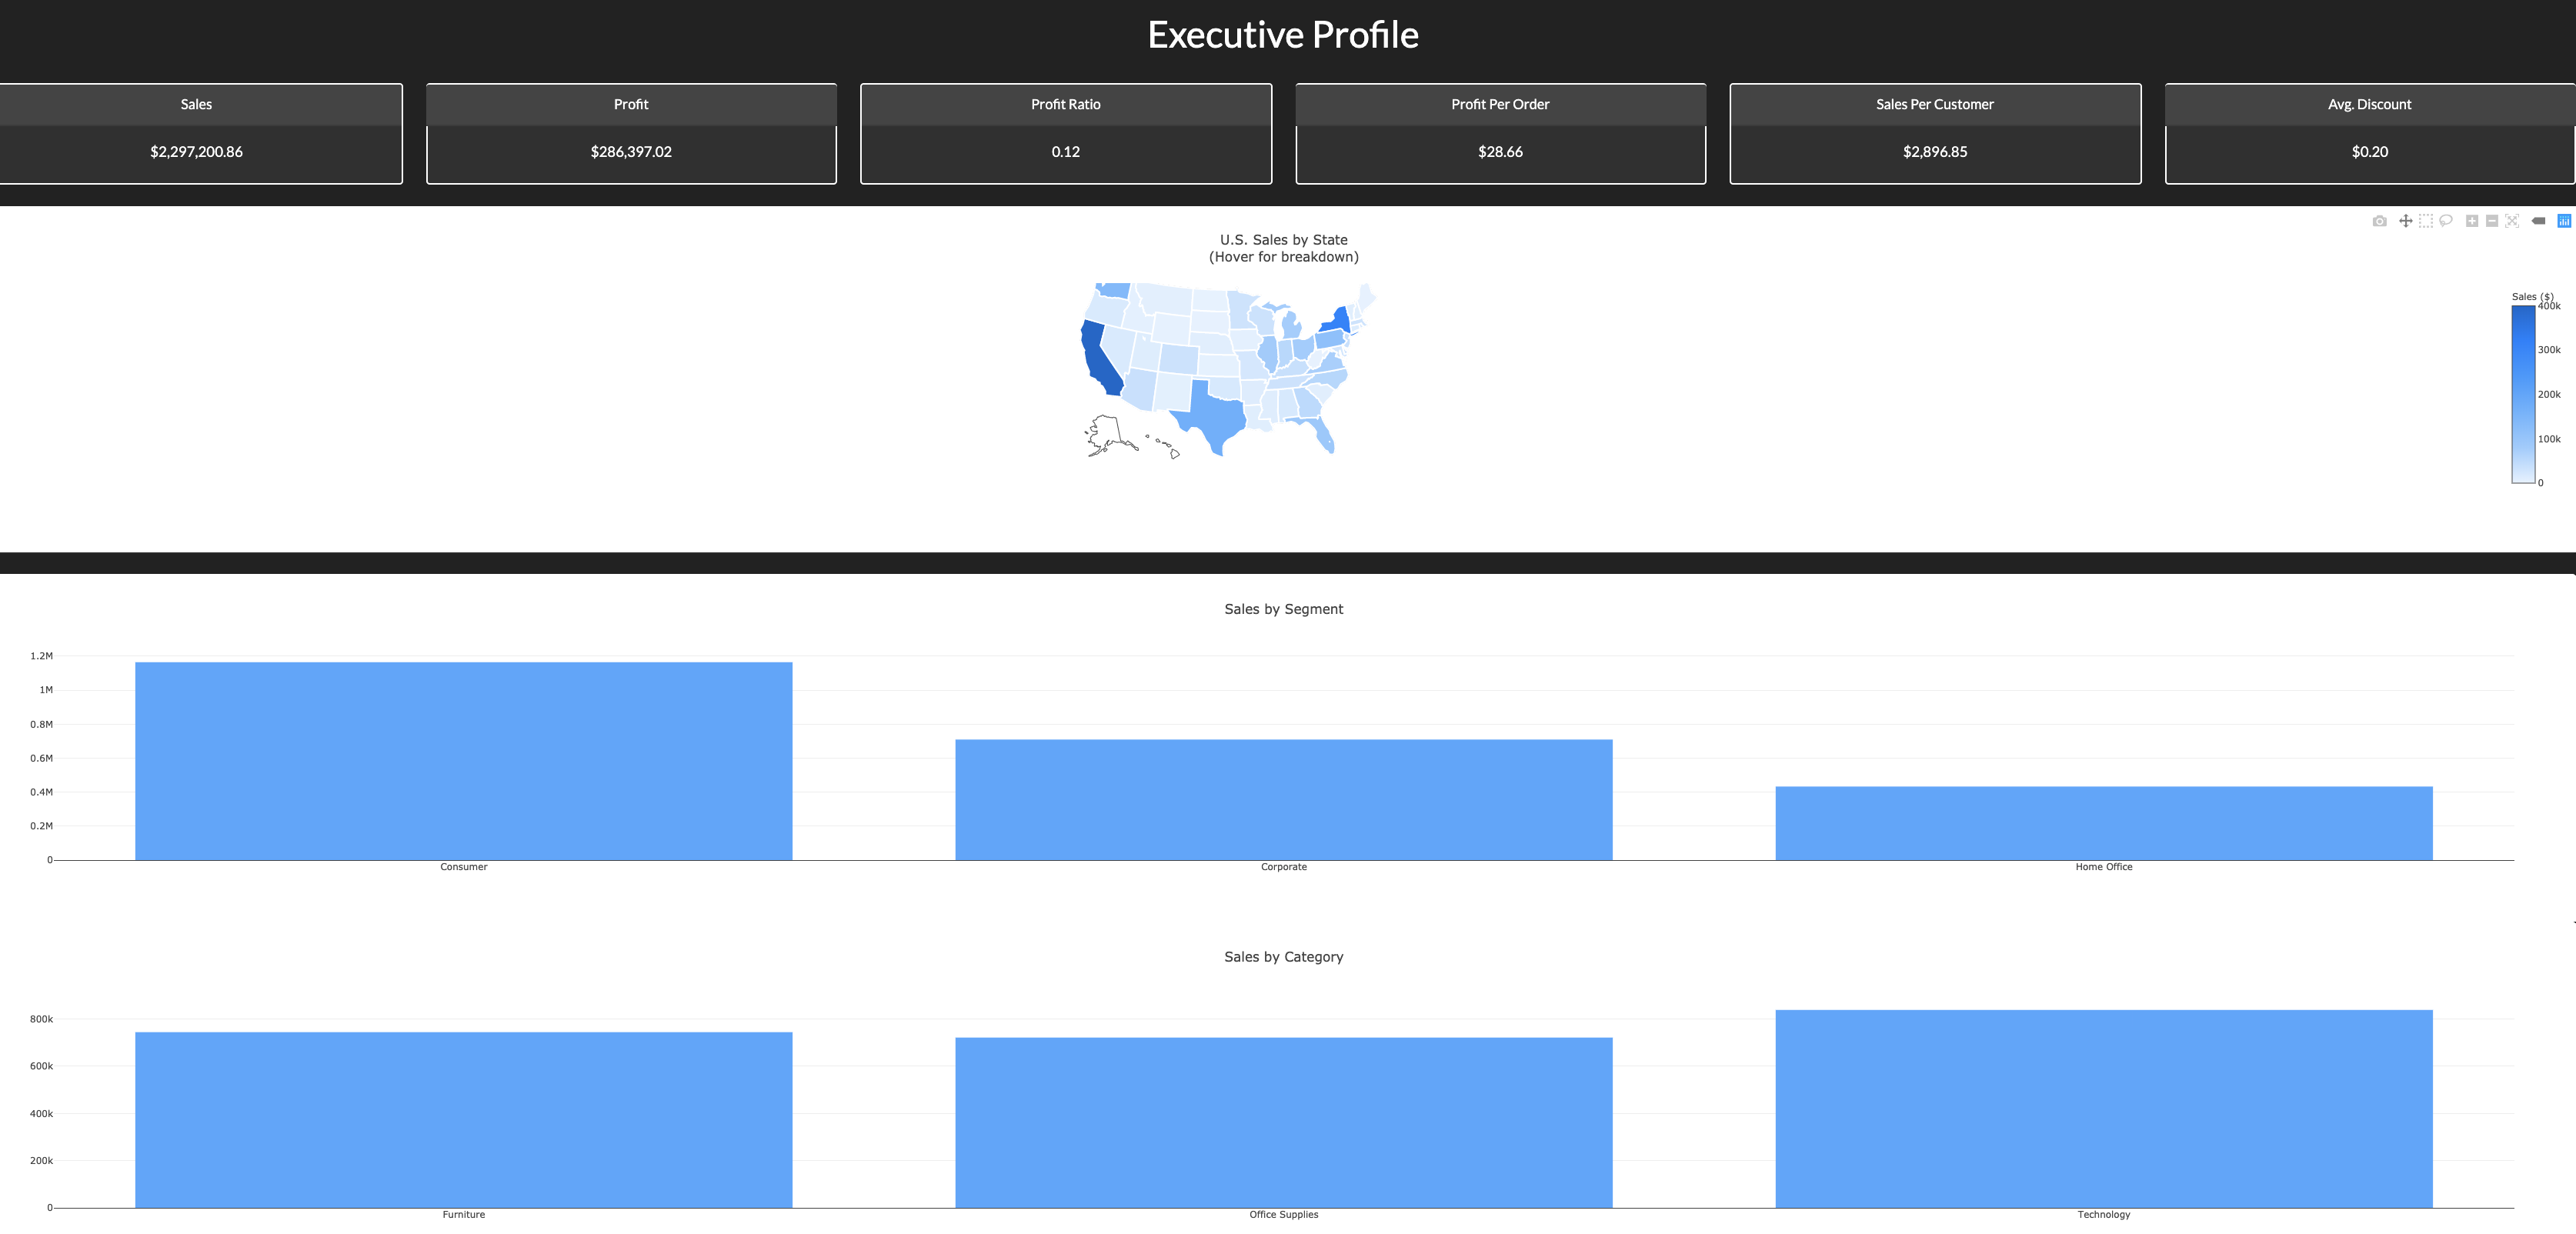 Executive Profile
Sales
Profit
Profit Ratio
Profit Per Order
Sales Per Customer
Avg. Discount
$2,297,200.86
$286,397.02
0.12
$28.66
$2,896.85
$0.20
U.S. Sales by State
(Hover for breakdown)
Sales ($)
400k
300k
200k
100k
0
Sales by Segment
1.2M
1M
0.8M
0.6M
0.4M
0.2M
0
Consumer
Corporate
Home Office
Sales by Category
800k
600k
400k
200k
0
Furniture
Office Supplies
Technology